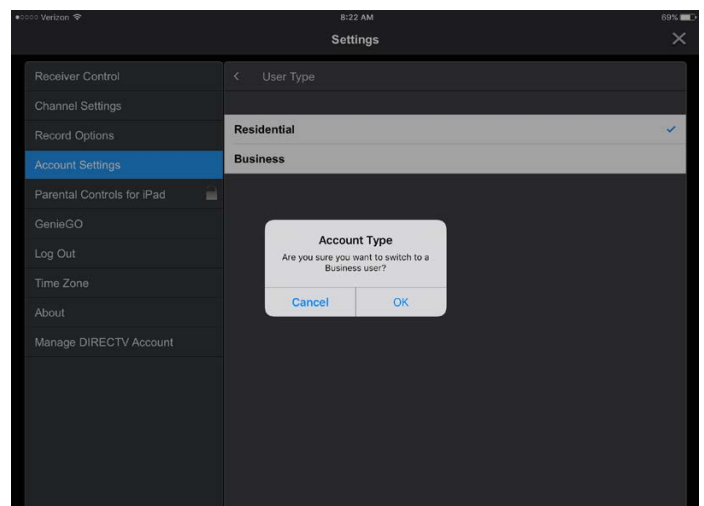 Verizon 8:22 AM 69%
Settings
Receiver Control
Channel Settings
Record Options
Account Settings
Parental Controls for iPad
GenieGO
Log Out
Time Zone
About
Manage DIRECTV Account
< User Type
Residential
Business
Account Type
Are you sure you want to switch to a
Business user?
Cancel OK